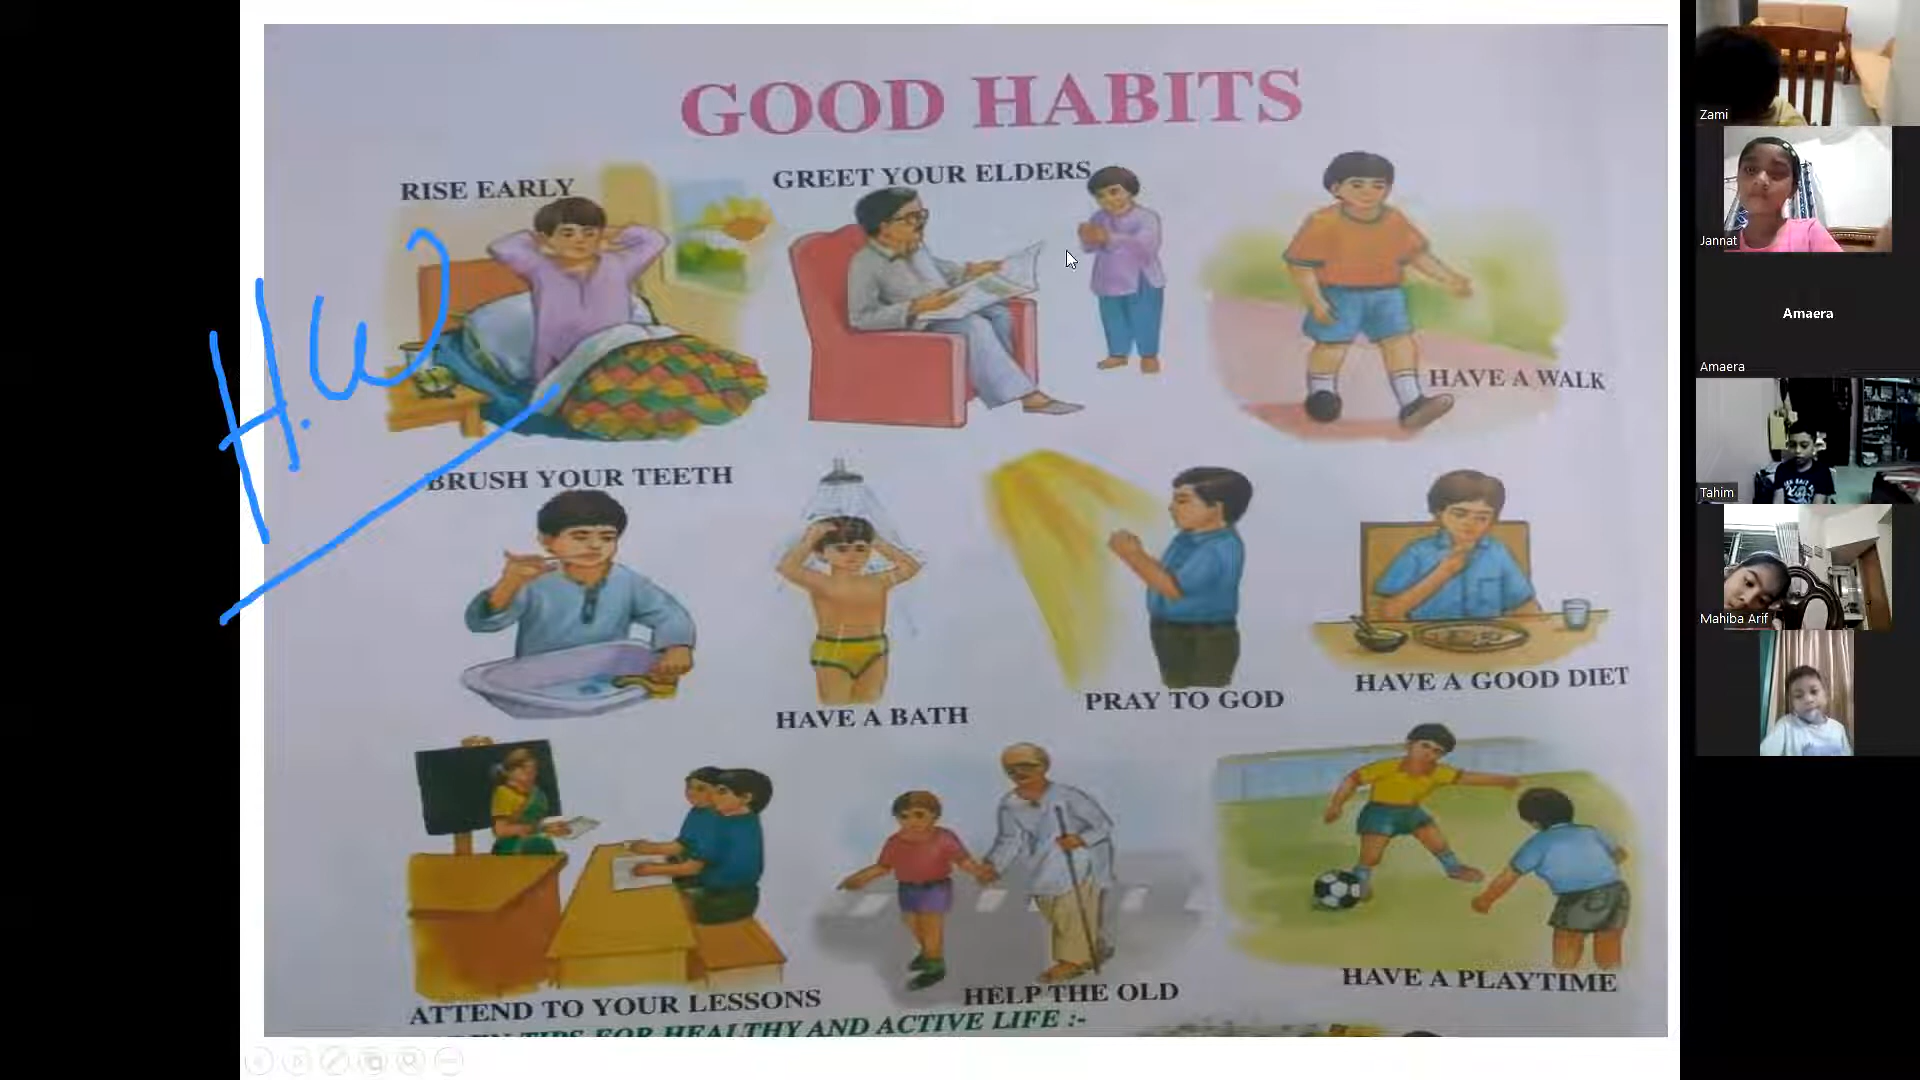 GOOD HABITS
RISE EARLY
GREET YOUR ELDERS
HAVE A WALK
H.W
BRUSH YOUR TEETH
HAVE A BATH
PRAY TO GOD
HAVE A GOOD DIET
ATTEND TO YOUR LESSONS
HELP THE OLD
HAVE A PLAYTIME
TIPS FOR HEALTHY AND ACTIVE LIFE :-
Zami
Jannat
Amaera
Amaera
Tahim
Mahiba Arif